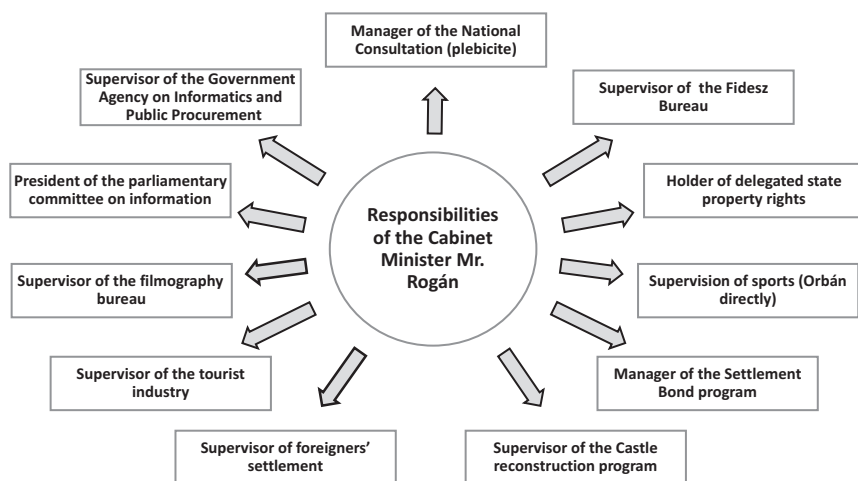 Manager of the National
Consultation (plebicite)
Supervisor of the Government
Agency on Informatics and
Public Procurement
Supervisor of the Fidesz
Bureau
President of the parliamentary
committee on information
Holder of delegated state
property rights
Responsibilities
of the Cabinet
Minister Mr.
Rogán
Supervisor of the filmography
bureau
Supervision of sports (Orbán
directly)
Supervisor of the tourist
industry
Manager of the Settlement
Bond program
Supervisor of foreigners’
settlement
Supervisor of the Castle
reconstruction program